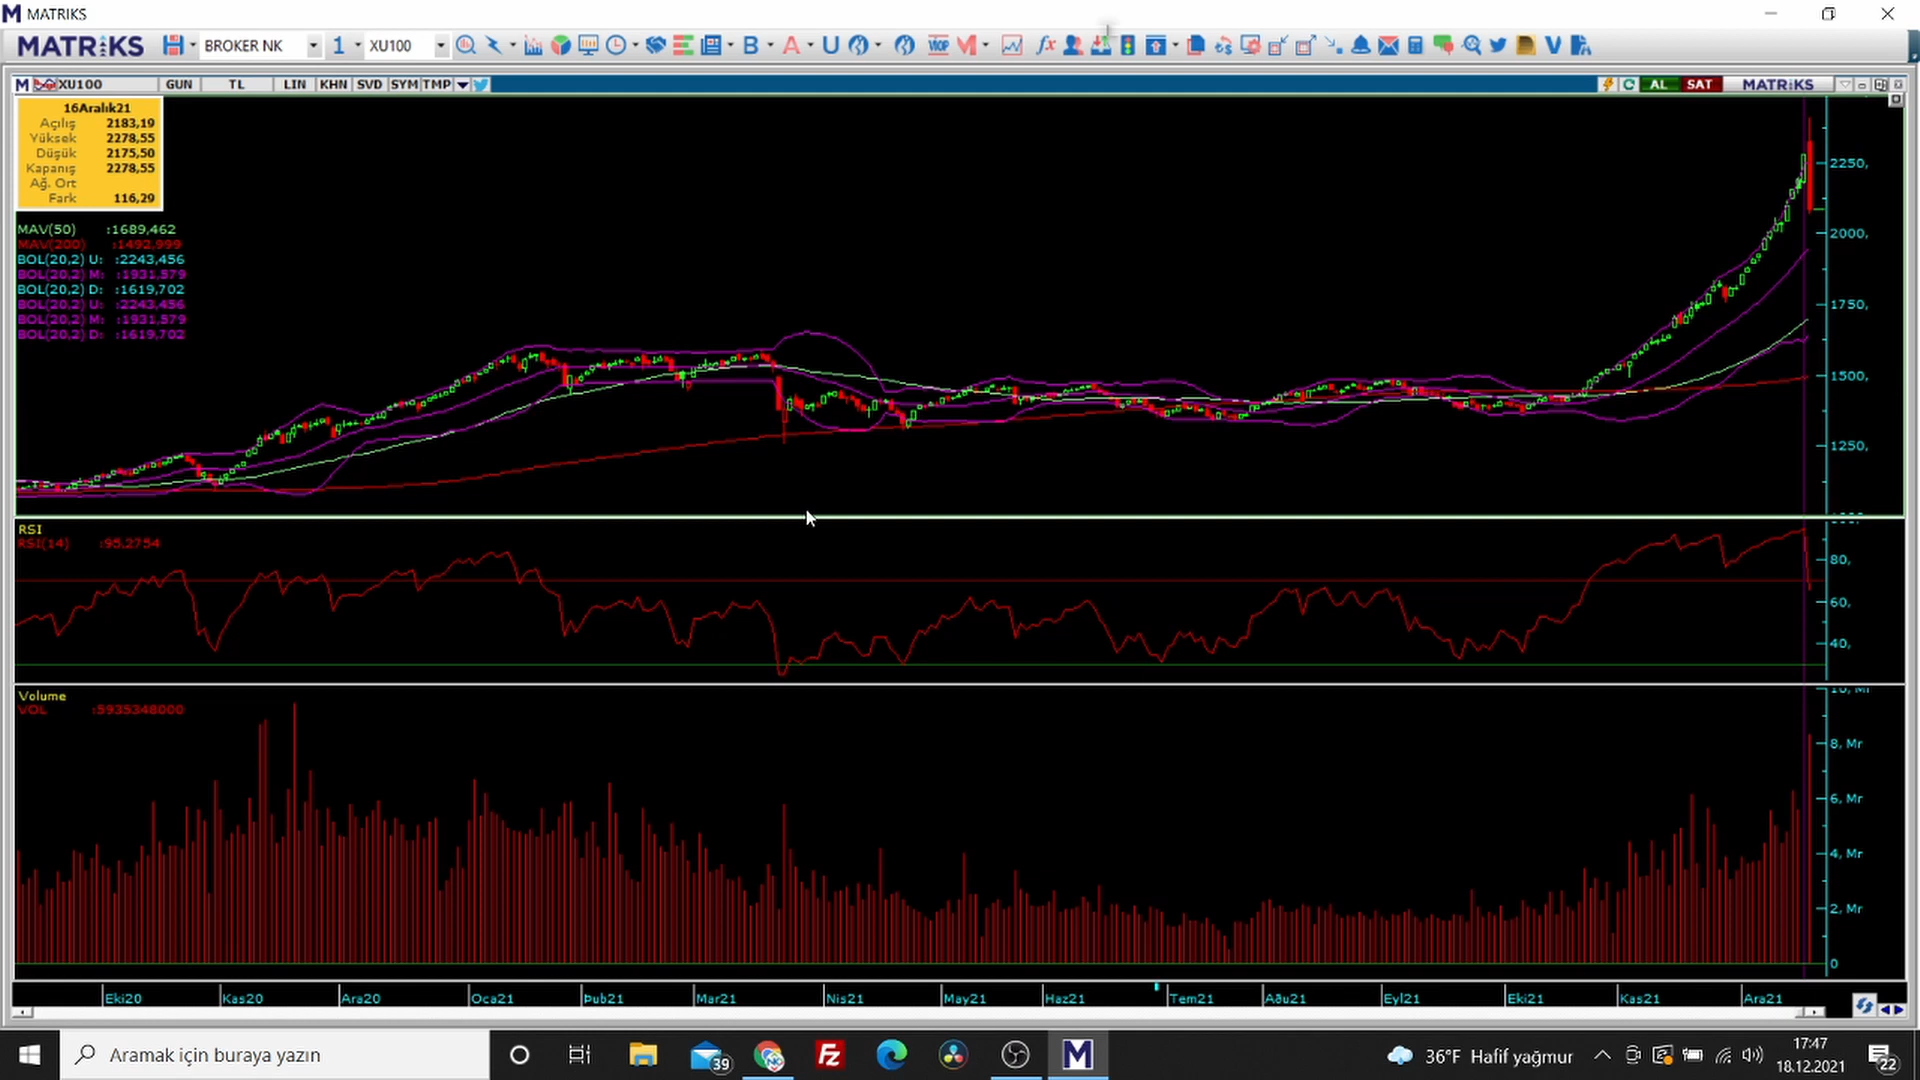 MATRIKS
MATRIKS BROKER NK 1 XU100 B A U VIOP M fx V
XU100 GUN TL LIN KHN SVD SYM TMP AL SAT MATRIKS
16Aralık21
Açılış 2183,19
Yüksek 2278,55
Düşük 2175,50
Kapanış 2278,55
Ağ. Ort
Fark 116,29
MAV(50) :1689,462
MAV(200) :1492,999
BOL(20,2) U: :2243,456
BOL(20,2) M: :1931,579
BOL(20,2) D: :1619,702
BOL(20,2) U: :2243,456
BOL(20,2) M: :1931,579
BOL(20,2) D: :1619,702
2250,
2000,
1750,
1500,
1250,
RSI
RSI(14) :95,2754
80,
60,
40,
Volume
VOL :5935348000
8, Mr
6, Mr
4, Mr
2, Mr
0
Eki20 Kas20 Ara20 Oca21 Þub21 Mar21 Nis21 May21 Haz21 Tem21 Aðu21 Eyl21 Eki21 Kas21 Ara21
Aramak için buraya yazın
39
36°F Hafif yağmur
17:47
18.12.2021
22